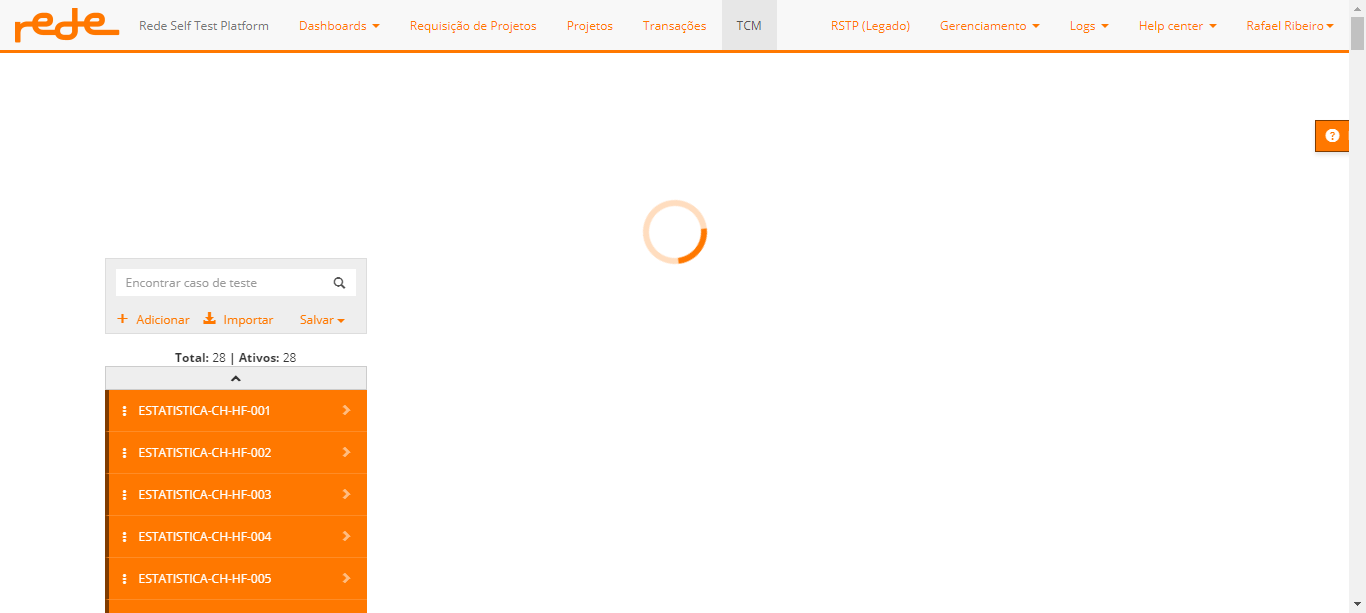 rede Rede Self Test Platform Dashboards Requisição de Projetos Projetos Transações TCM RSTP (Legado) Gerenciamento Logs Help center Rafael Ribeiro
Encontrar caso de teste
+ Adicionar Importar Salvar
Total: 28 | Ativos: 28
ESTATISTICA-CH-HF-001
ESTATISTICA-CH-HF-002
ESTATISTICA-CH-HF-003
ESTATISTICA-CH-HF-004
ESTATISTICA-CH-HF-005